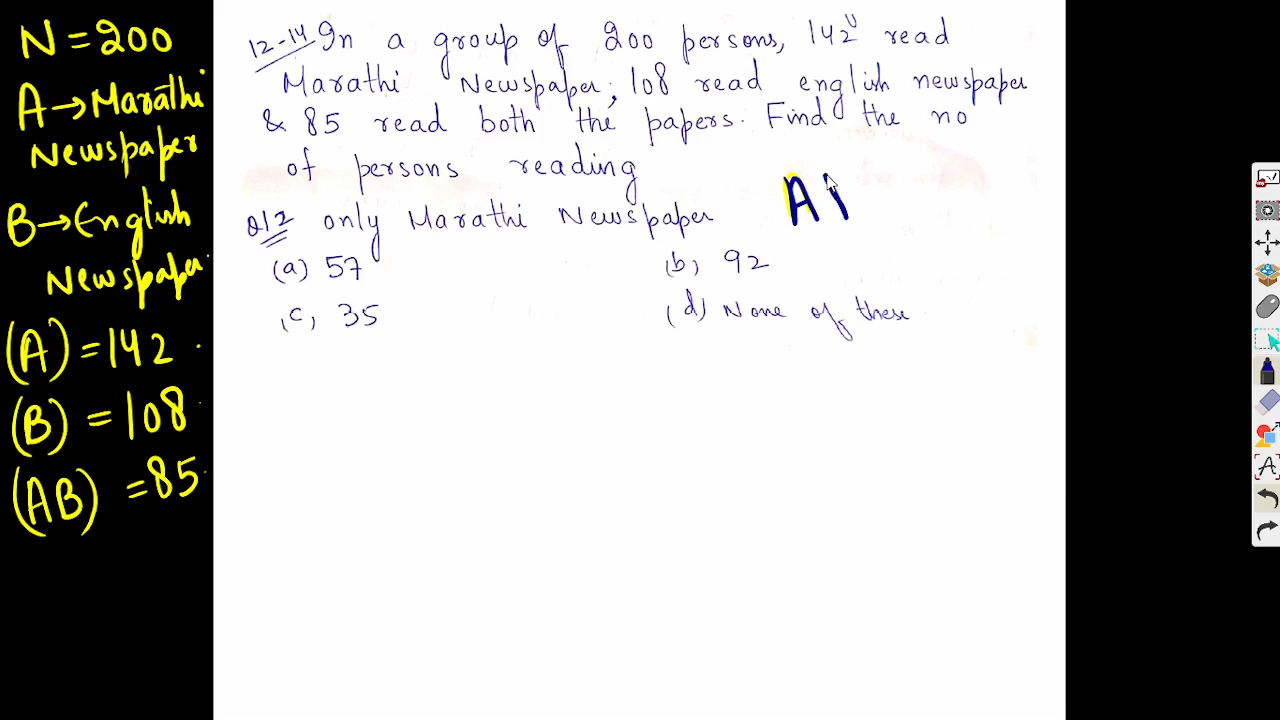 N = 200
A → Marathi
Newspaper
B → English
Newspaper
(A) = 142
(B) = 108
(AB) = 85
12-14 In a group of 200 persons, 142 read
Marathi Newspaper, 108 read english newspaper
& 85 read both the papers. Find the no
of persons reading
Q12 only Marathi Newspaper
A
(a) 57 (b) 92
(c) 35 (d) None of these